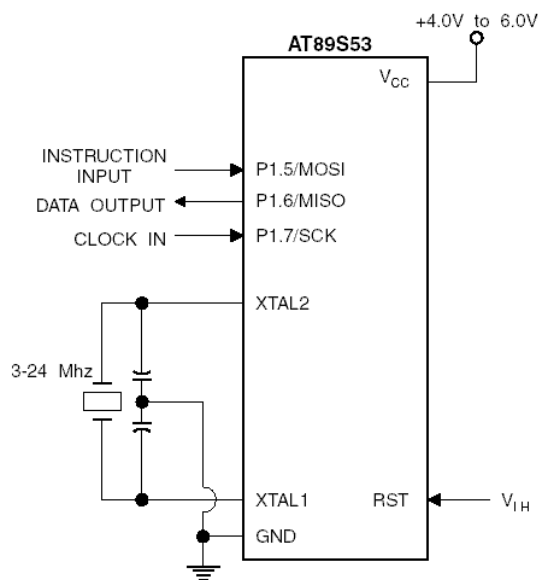 +4.0V to 6.0V
AT89S53
VCC
INSTRUCTION
INPUT
P1.5/MOSI
DATA OUTPUT
P1.6/MISO
CLOCK IN
P1.7/SCK
XTAL2
3-24 Mhz
XTAL1
RST
VIH
GND